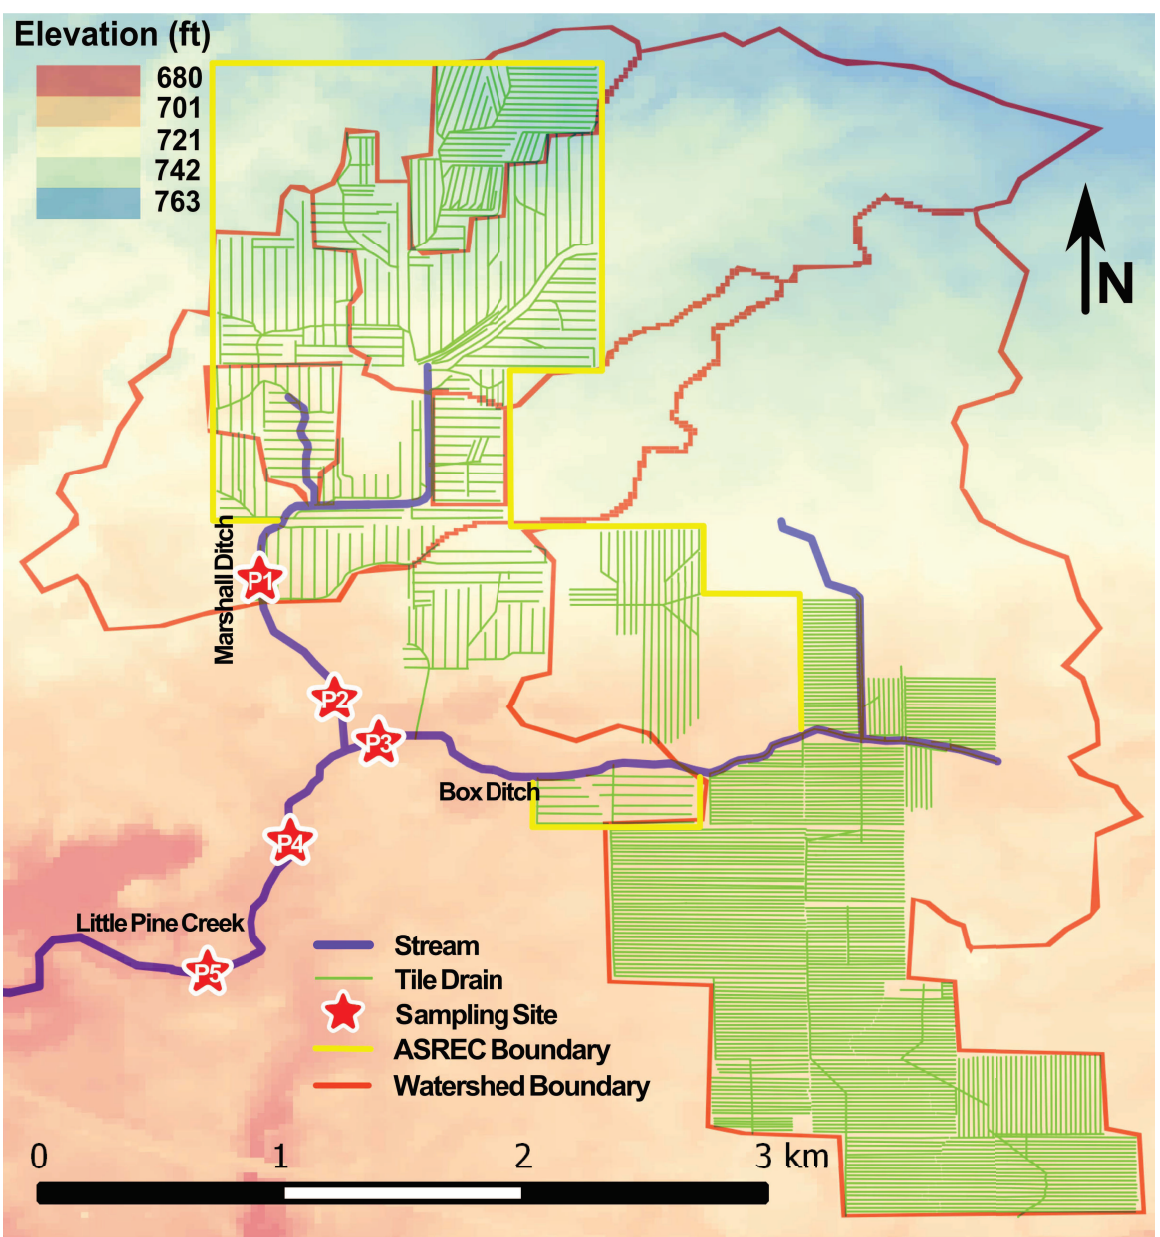 Elevation (ft)
680
701
721
742
763
N
Marshall Ditch
P1
P2
P3
Box Ditch
P4
Little Pine Creek
P5
Stream
Tile Drain
Sampling Site
ASREC Boundary
Watershed Boundary
0 1 2 3 km